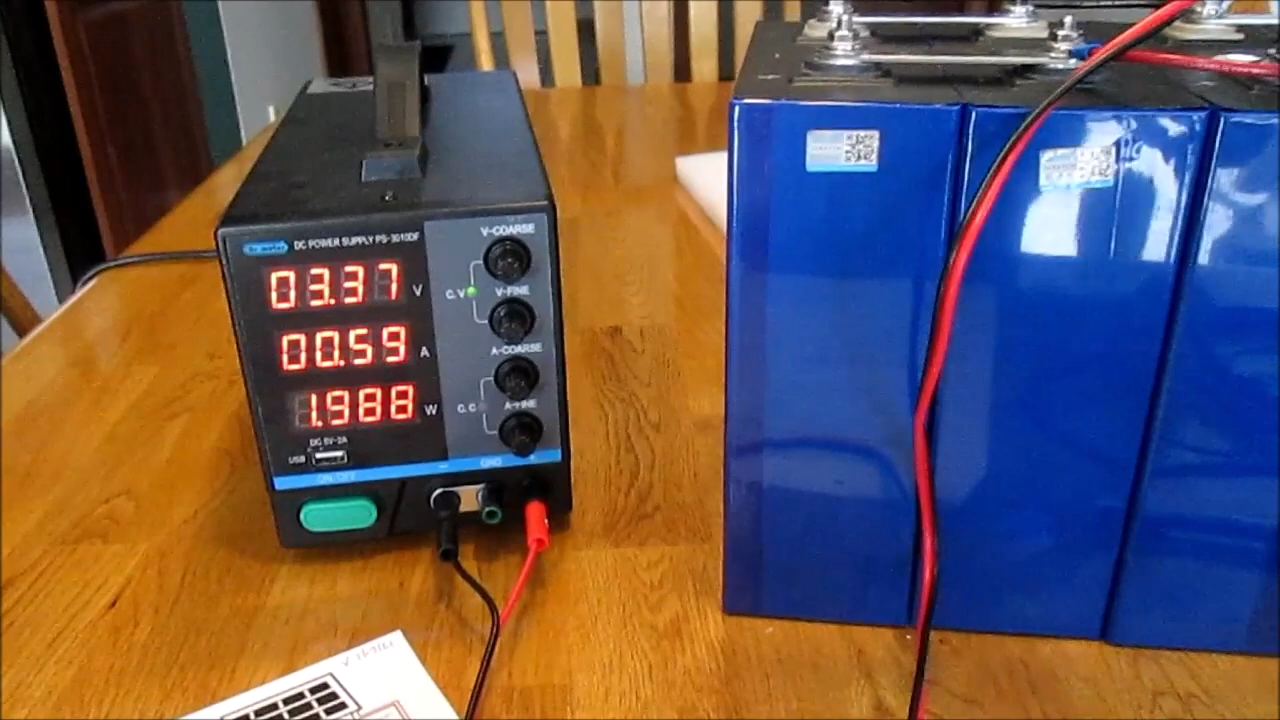 DC POWER SUPPLY PS-3010DF
03.37 V
00.59 A
1.988 W
V-COARSE
C.V
V-FINE
A-COARSE
C.C
A-FINE
DC 5V-2A
USB
ON/OFF
GND